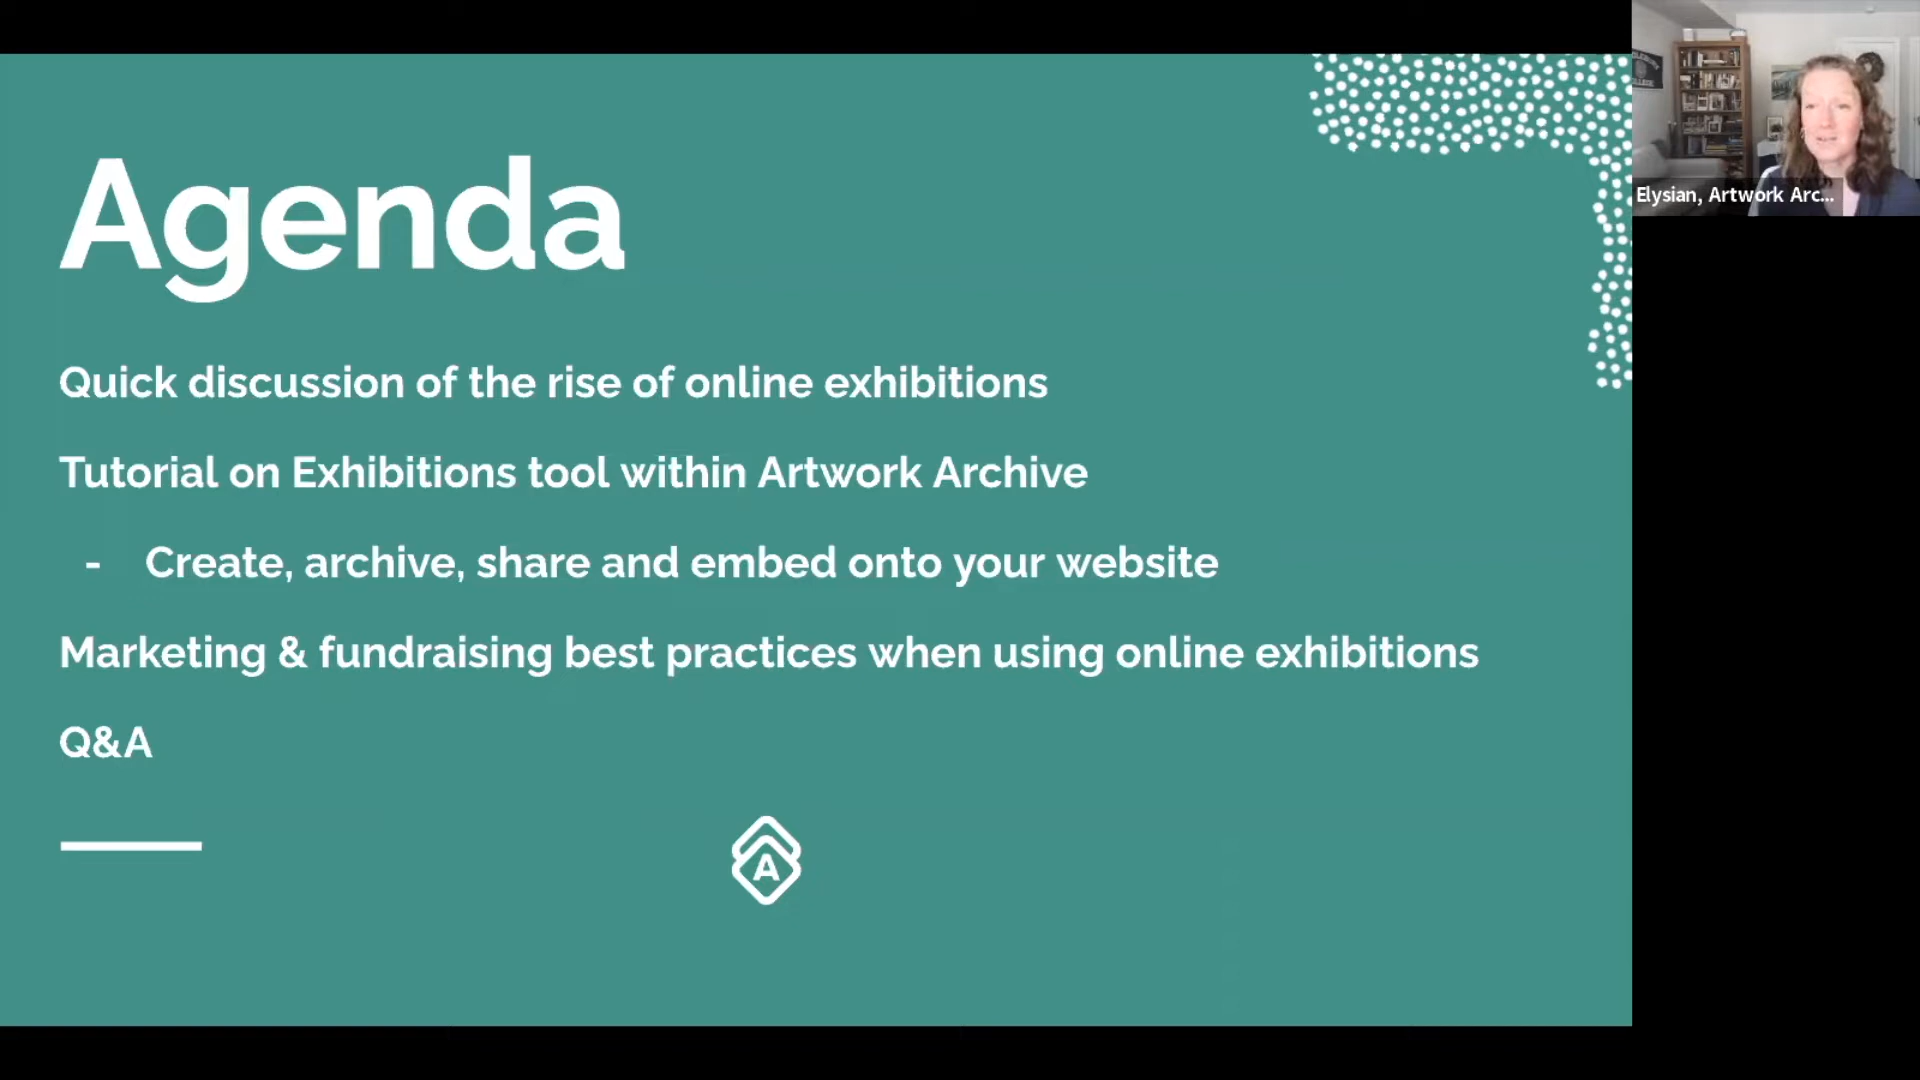 Agenda
Quick discussion of the rise of online exhibitions
Tutorial on Exhibitions tool within Artwork Archive
- Create, archive, share and embed onto your website
Marketing & fundraising best practices when using online exhibitions
Q&A
A
Elysian, Artwork Arc...
COLLEGE